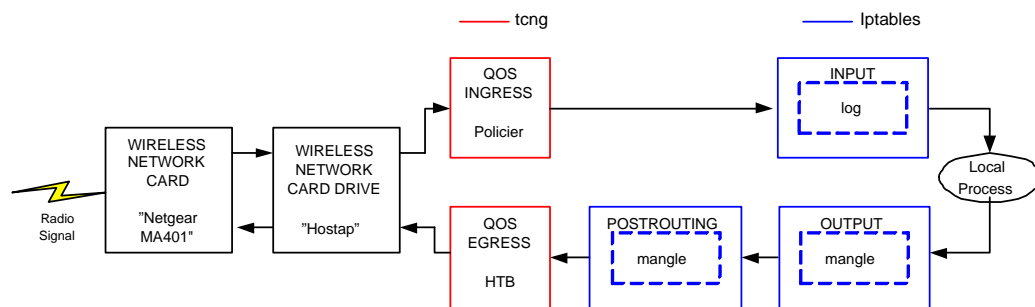 tcng
Iptables
QOS
INGRESS
Policier
INPUT
log
WIRELESS
NETWORK
CARD
"Netgear
MA401"
WIRELESS
NETWORK
CARD DRIVE
"Hostap"
Radio
Signal
Local
Process
QOS
EGRESS
HTB
POSTROUTING
mangle
OUTPUT
mangle